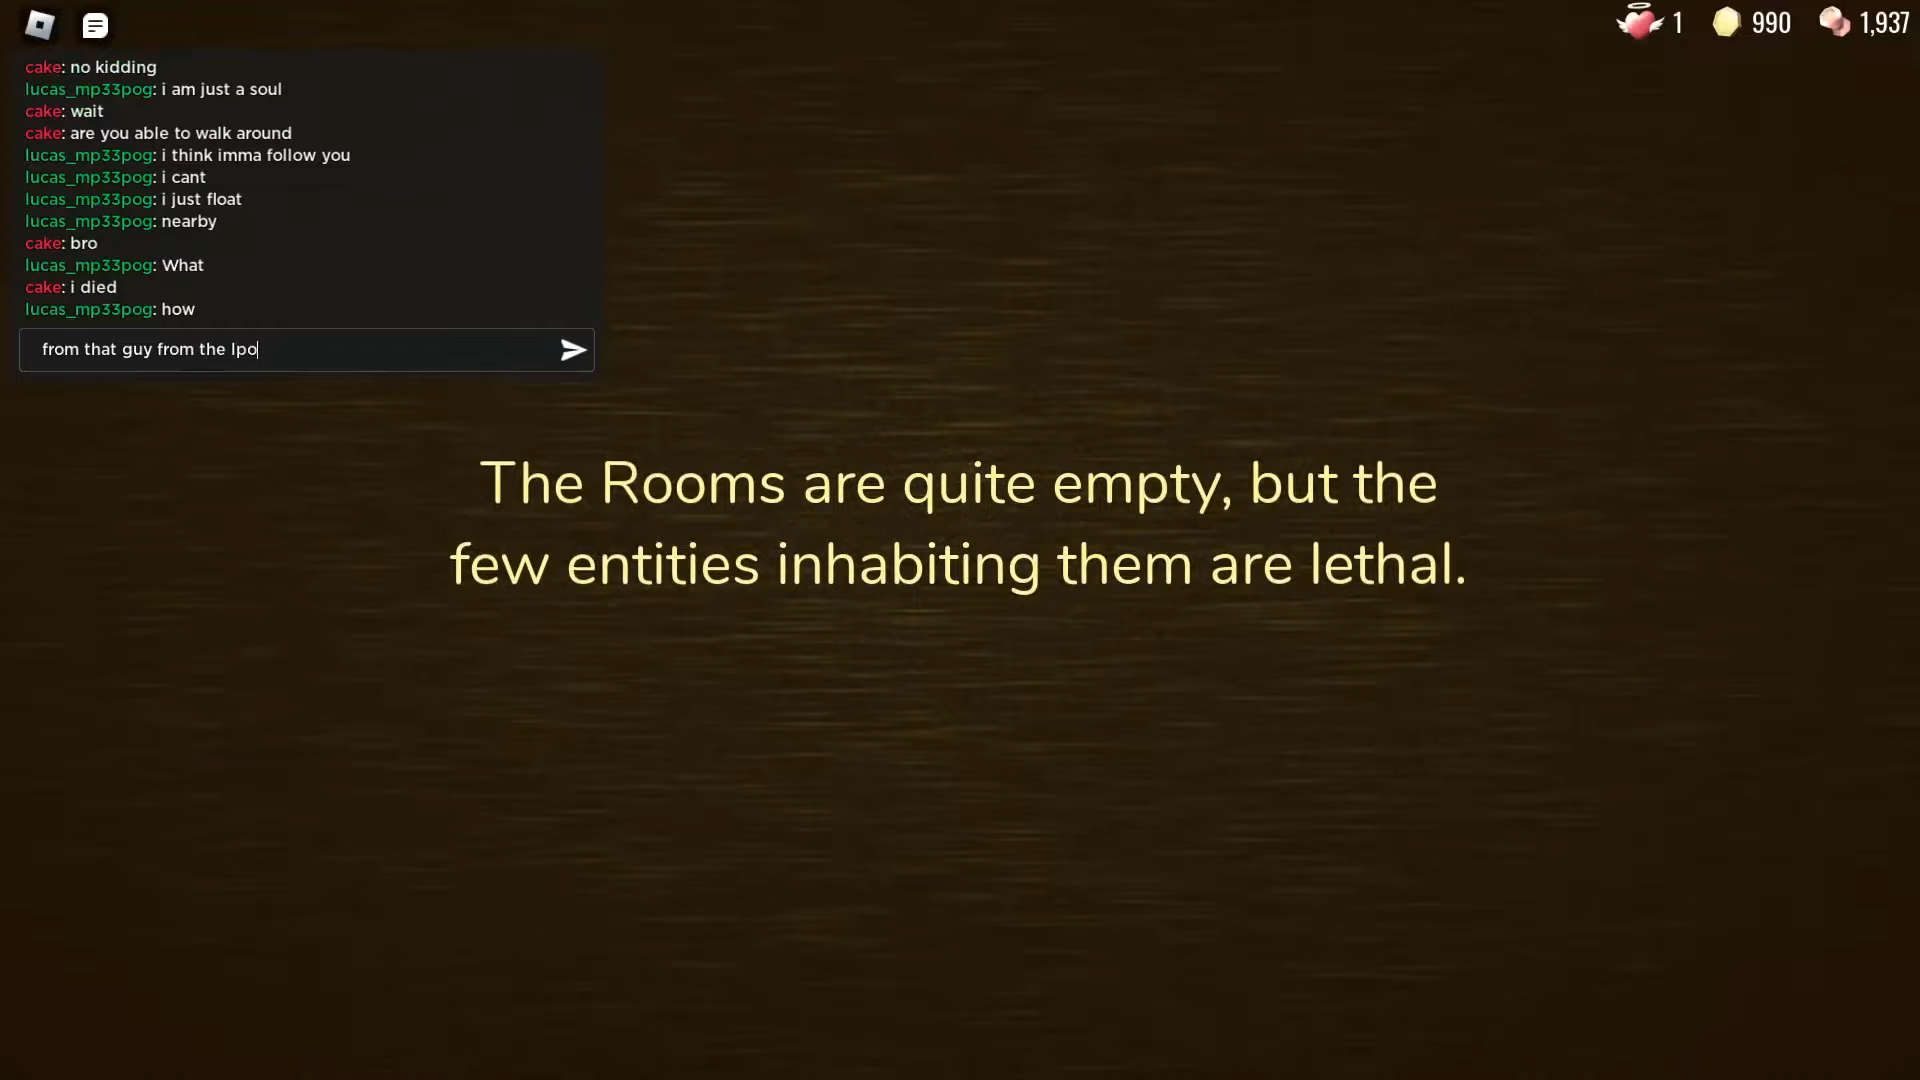 1 990 1,937
cake: no kidding
lucas_mp33pog: i am just a soul
cake: wait
cake: are you able to walk around
lucas_mp33pog: i think imma follow you
lucas_mp33pog: i cant
lucas_mp33pog: i just float
lucas_mp33pog: nearby
cake: bro
lucas_mp33pog: What
cake: i died
lucas_mp33pog: how
from that guy from the lpo
The Rooms are quite empty, but the
few entities inhabiting them are lethal.